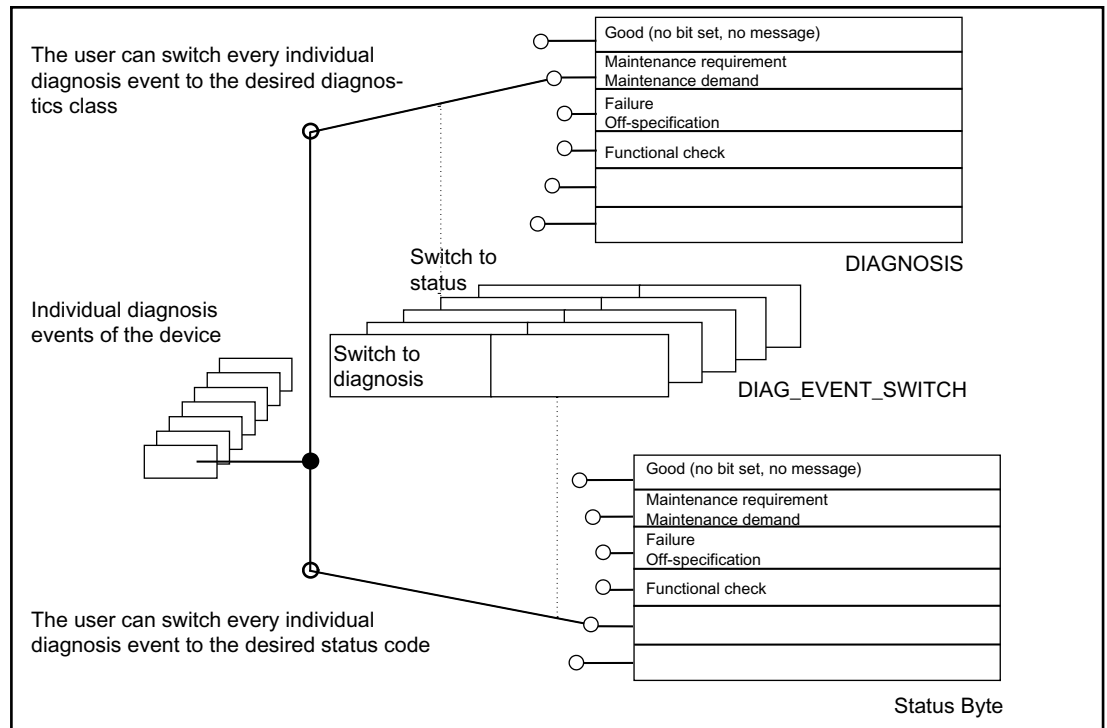 The user can switch every individual
diagnosis event to the desired diagnos-
tics class
Good (no bit set, no message)
Maintenance requirement
Maintenance demand
Failure
Off-specification
Functional check
DIAGNOSIS
Switch to
status
Individual diagnosis
events of the device
Switch to
diagnosis
DIAG_EVENT_SWITCH
Good (no bit set, no message)
Maintenance requirement
Maintenance demand
Failure
Off-specification
Functional check
The user can switch every individual
diagnosis event to the desired status code
Status Byte